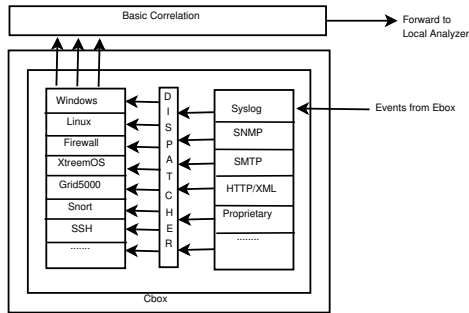 Basic Correlation
Forward to
Local Analyzer
Windows
Linux
Firewall
XtreemOS
Grid5000
Snort
SSH
........
D
I
S
P
A
T
C
H
E
R
Syslog
SNMP
SMTP
HTTP/XML
Proprietary
........
Events from Ebox
Cbox